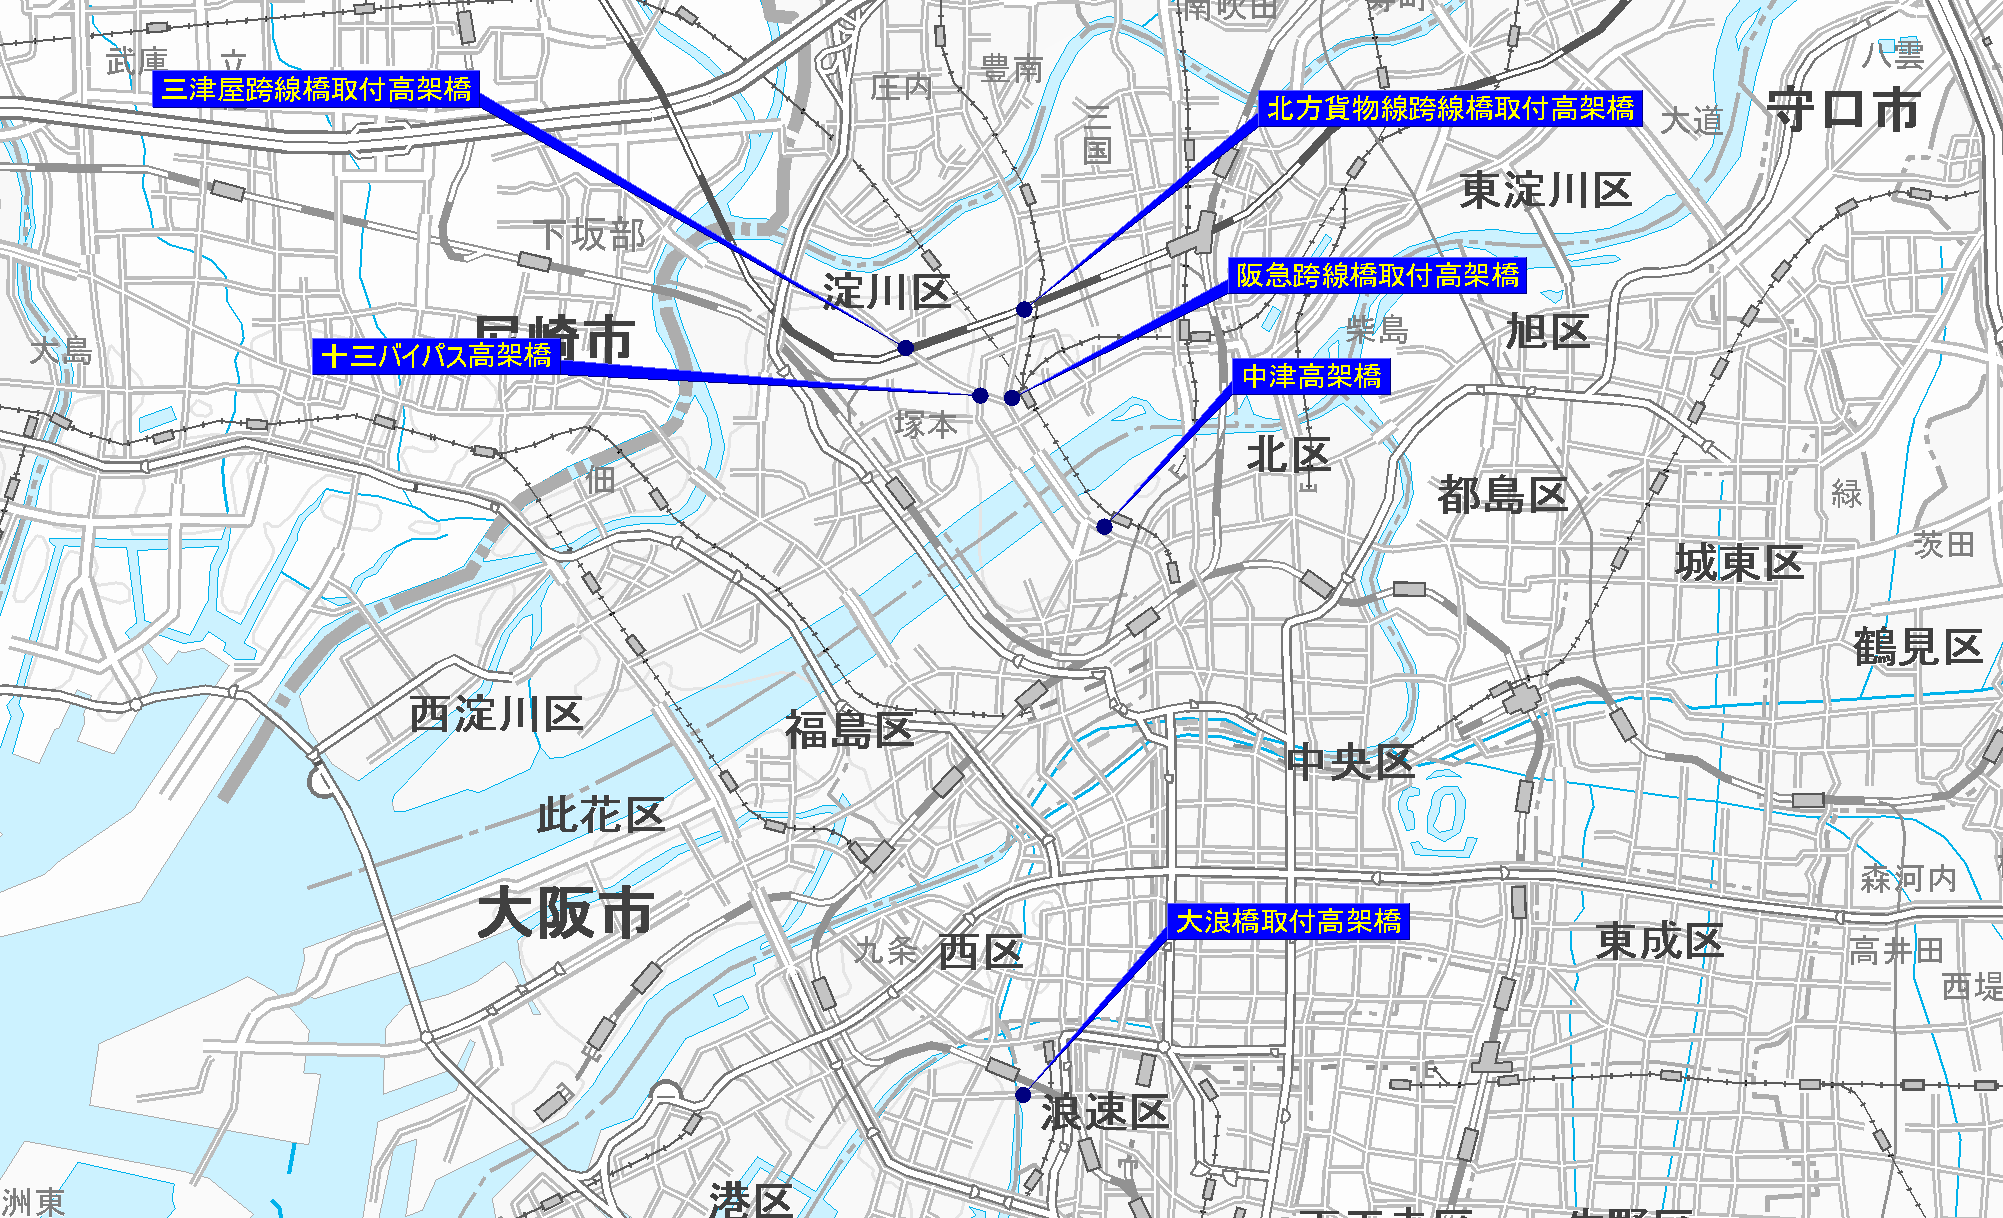 南吹田
武庫
立
八雲
庄内
豊南
三津屋跨線橋取付高架橋
北方貨物線跨線橋取付高架橋
三国
大道
守口市
東淀川区
下坂部
淀川区
阪急跨線橋取付高架橋
大島
尼崎市
柴島
旭区
十三バイパス高架橋
中津高架橋
塚本
北区
佃
都島区
緑
茨田
城東区
鶴見区
西淀川区
福島区
中央区
此花区
森河内
大阪市
大浪橋取付高架橋
九条
西区
東成区
高井田
西堤
浪速区
洲東
港区